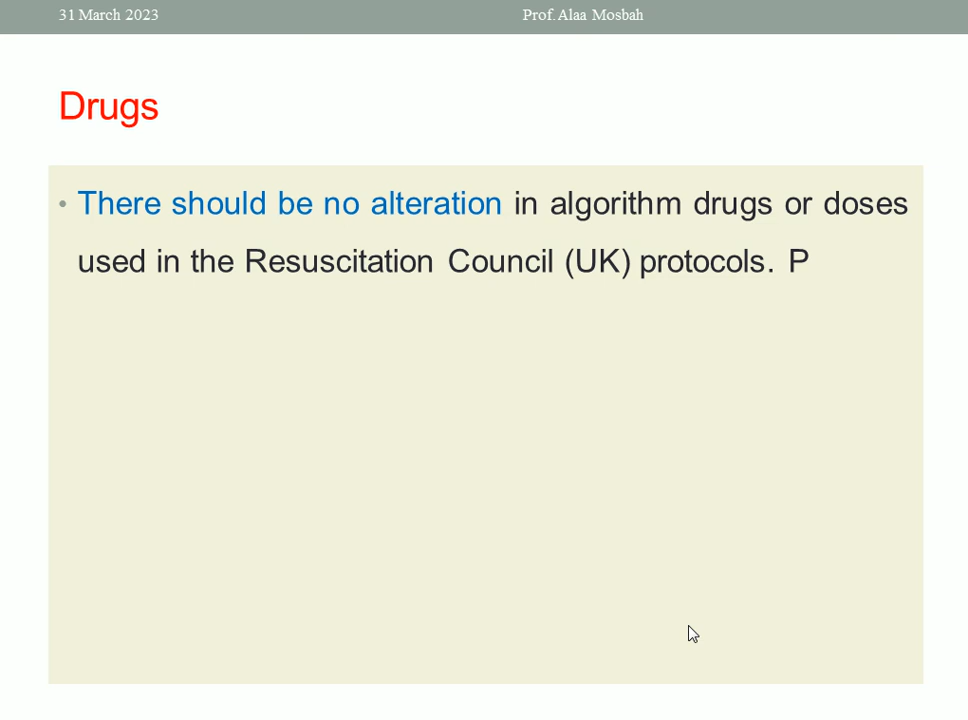 31 March 2023 Prof. Alaa Mosbah
Drugs
• There should be no alteration in algorithm drugs or doses
used in the Resuscitation Council (UK) protocols. P